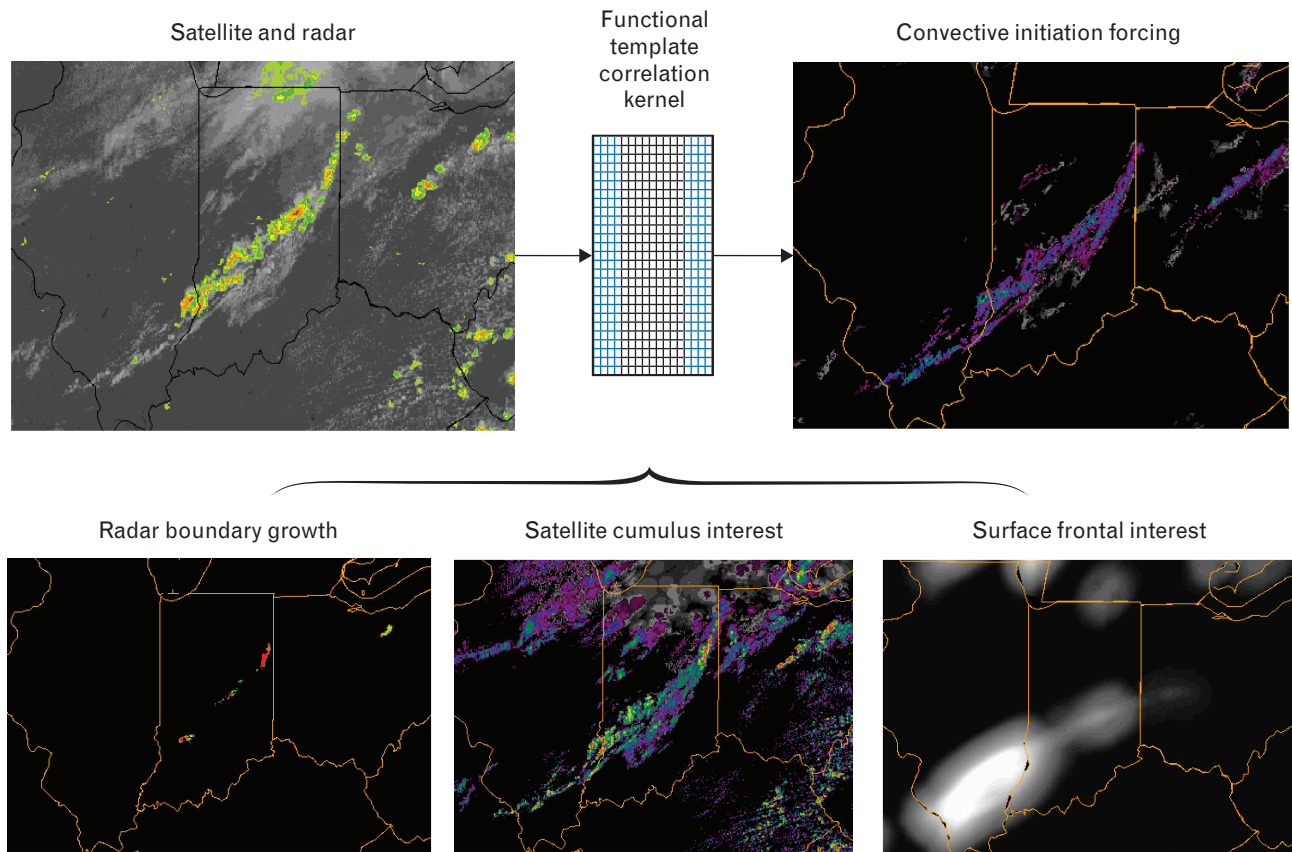 Satellite and radar
Functional
template
correlation
kernel
Convective initiation forcing
Radar boundary growth
Satellite cumulus interest
Surface frontal interest